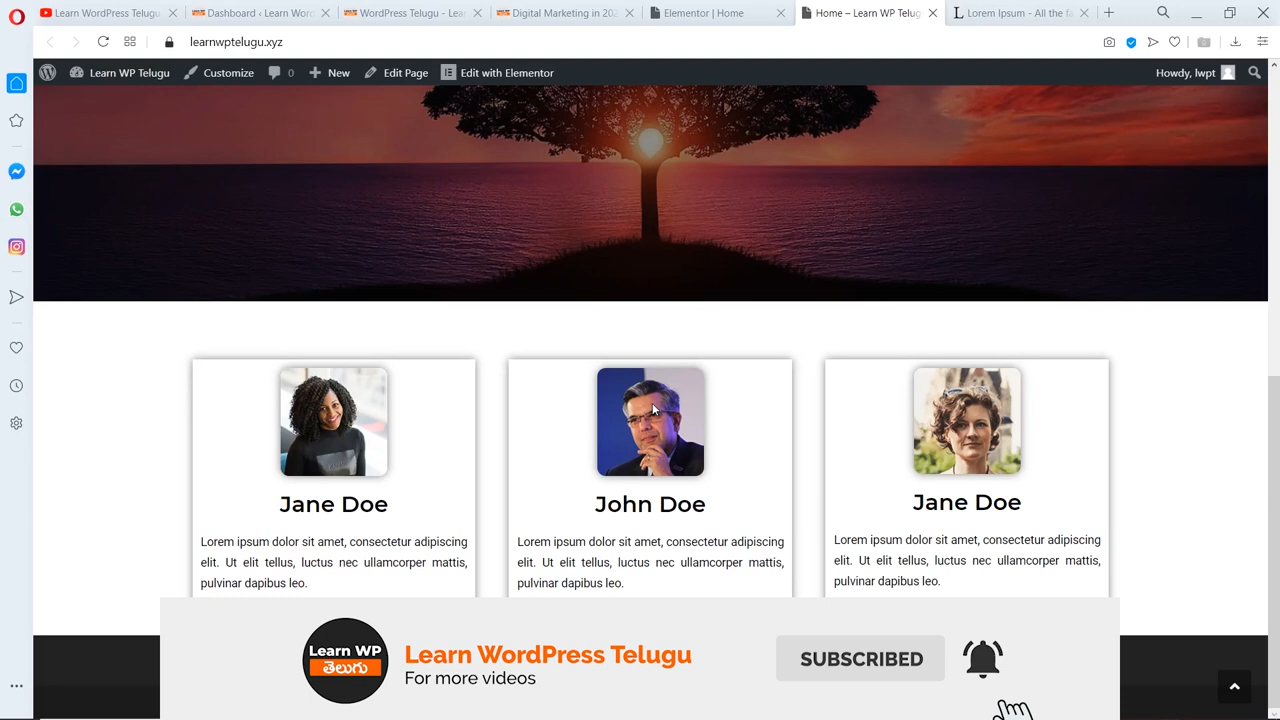 Learn WordPress Telugu
Dashboard ‹ Learn Word
WordPress Telugu - Lea
Digital Marketing in 202
Elementor | Home
Home – Learn WP Telug
Lorem Ipsum - All the fa
learnwptelugu.xyz
Learn WP Telugu
Customize
0
New
Edit Page
Edit with Elementor
Howdy, lwpt
Jane Doe
Lorem ipsum dolor sit amet, consectetur adipiscing
elit. Ut elit tellus, luctus nec ullamcorper mattis,
pulvinar dapibus leo.
John Doe
Lorem ipsum dolor sit amet, consectetur adipiscing
elit. Ut elit tellus, luctus nec ullamcorper mattis,
pulvinar dapibus leo.
Jane Doe
Lorem ipsum dolor sit amet, consectetur adipiscing
elit. Ut elit tellus, luctus nec ullamcorper mattis,
pulvinar dapibus leo.
Learn WP
తెలుగు
Learn WordPress Telugu
For more videos
SUBSCRIBED